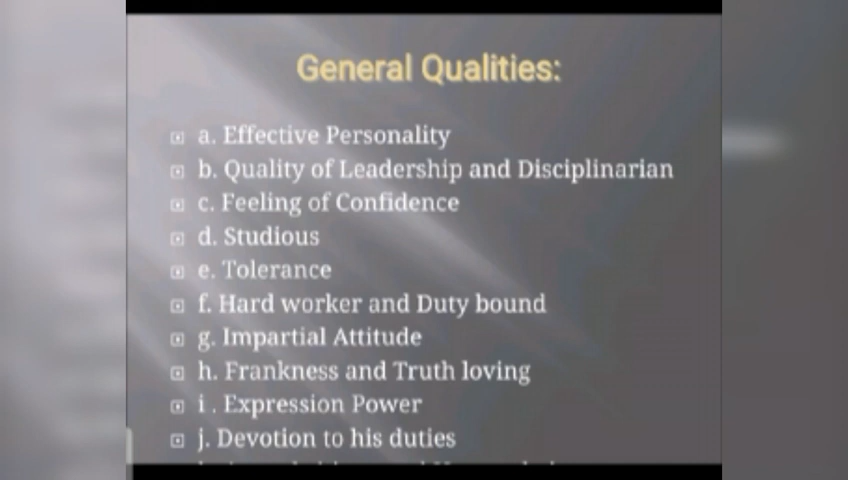 General Qualities:
a. Effective Personality
b. Quality of Leadership and Disciplinarian
c. Feeling of Confidence
d. Studious
e. Tolerance
f. Hard worker and Duty bound
g. Impartial Attitude
h. Frankness and Truth loving
i . Expression Power
j. Devotion to his duties